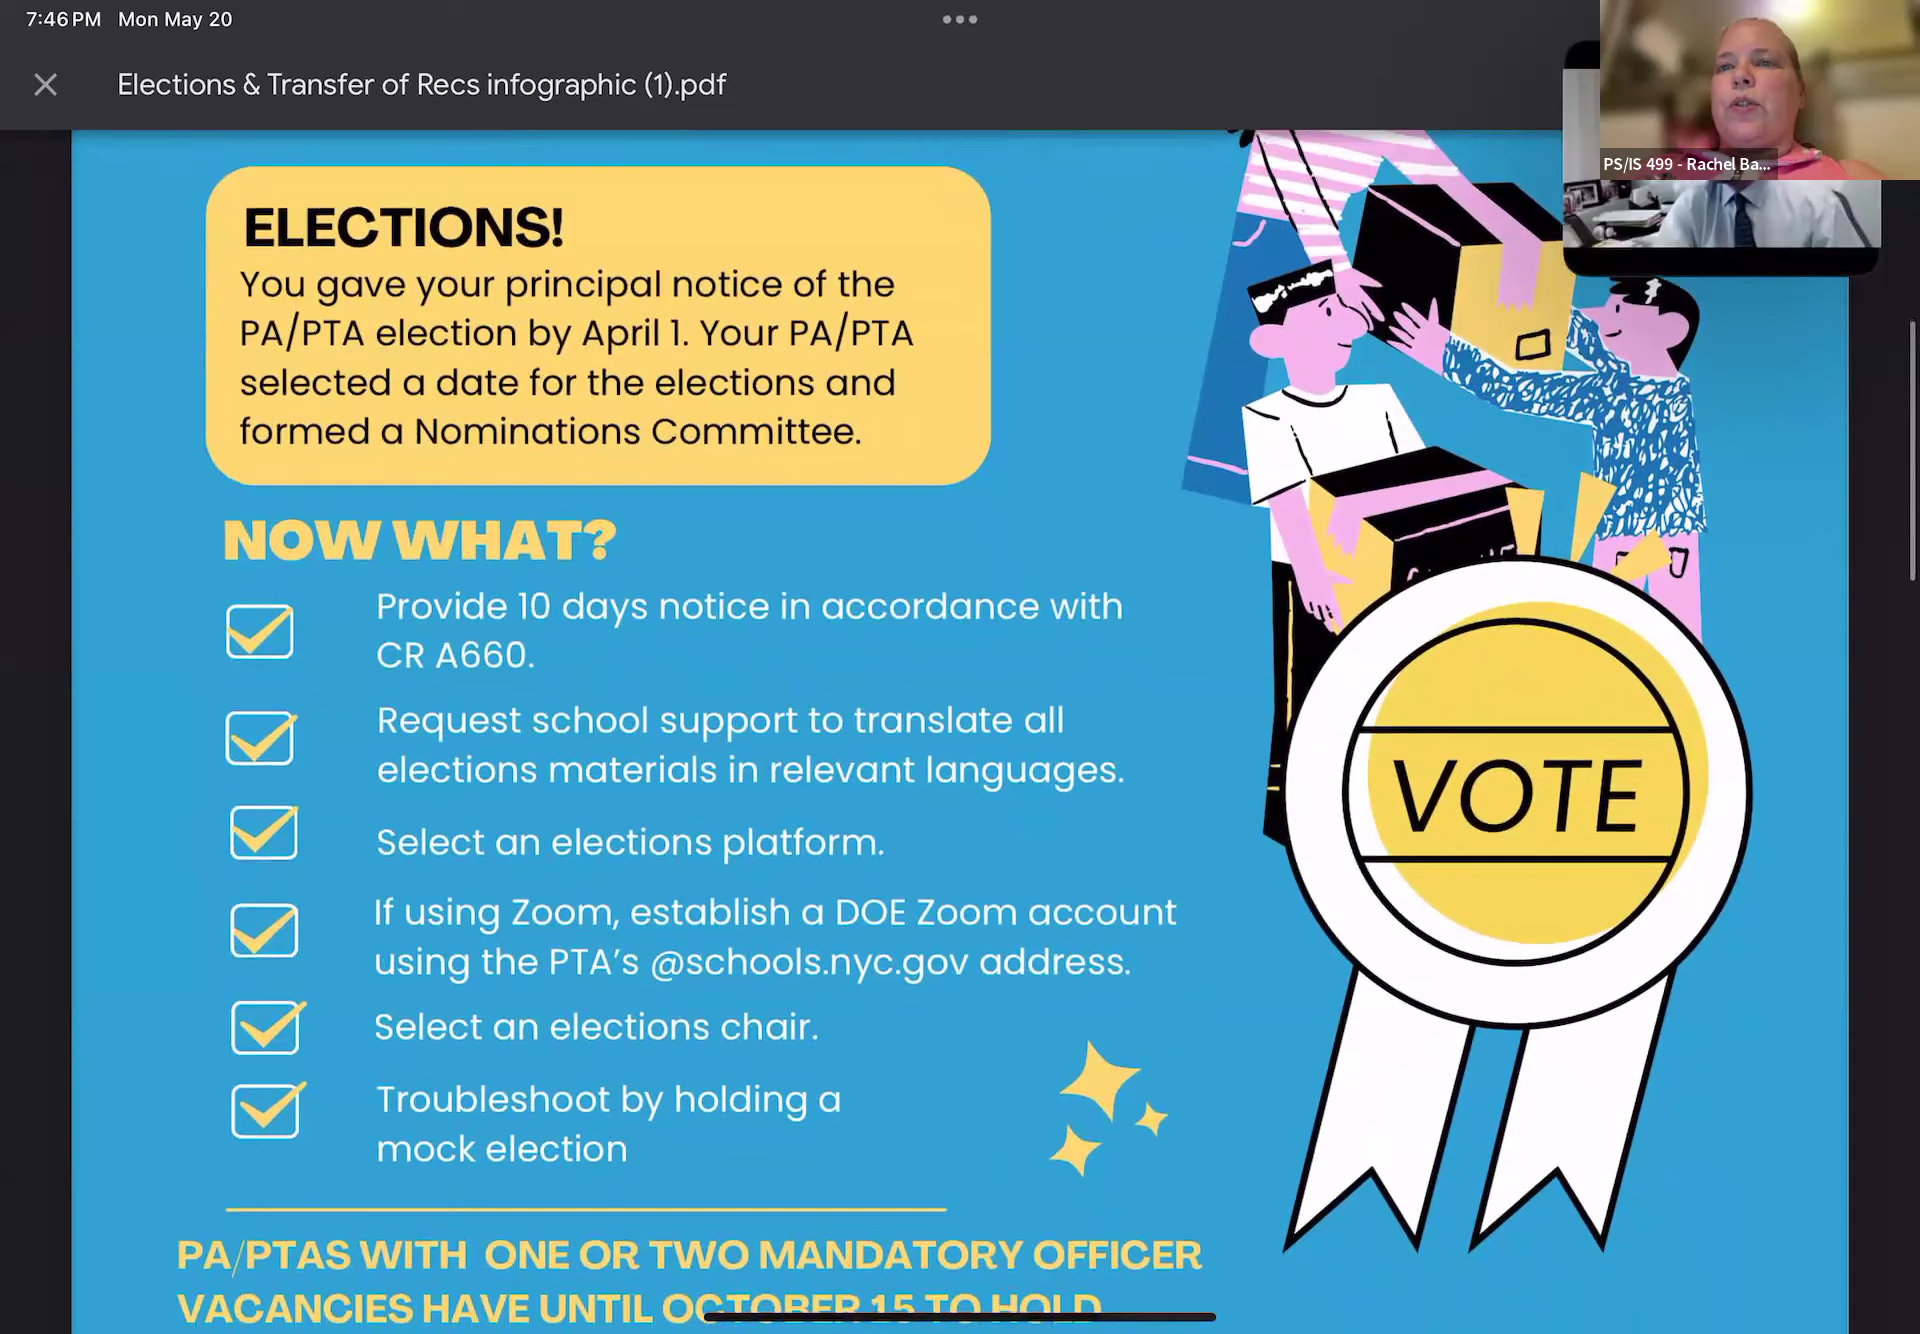 7:46 PM Mon May 20
Elections & Transfer of Recs infographic (1).pdf
PS/IS 499 - Rachel Ba...
ELECTIONS!
You gave your principal notice of the
PA/PTA election by April 1. Your PA/PTA
selected a date for the elections and
formed a Nominations Committee.
NOW WHAT?
Provide 10 days notice in accordance with
CR A660.
Request school support to translate all
elections materials in relevant languages.
Select an elections platform.
If using Zoom, establish a DOE Zoom account
using the PTA's @schools.nyc.gov address.
Select an elections chair.
Troubleshoot by holding a
mock election
VOTE
PA/PTAS WITH ONE OR TWO MANDATORY OFFICER
VACANCIES HAVE UNTIL OCTOBER 15 TO HOLD